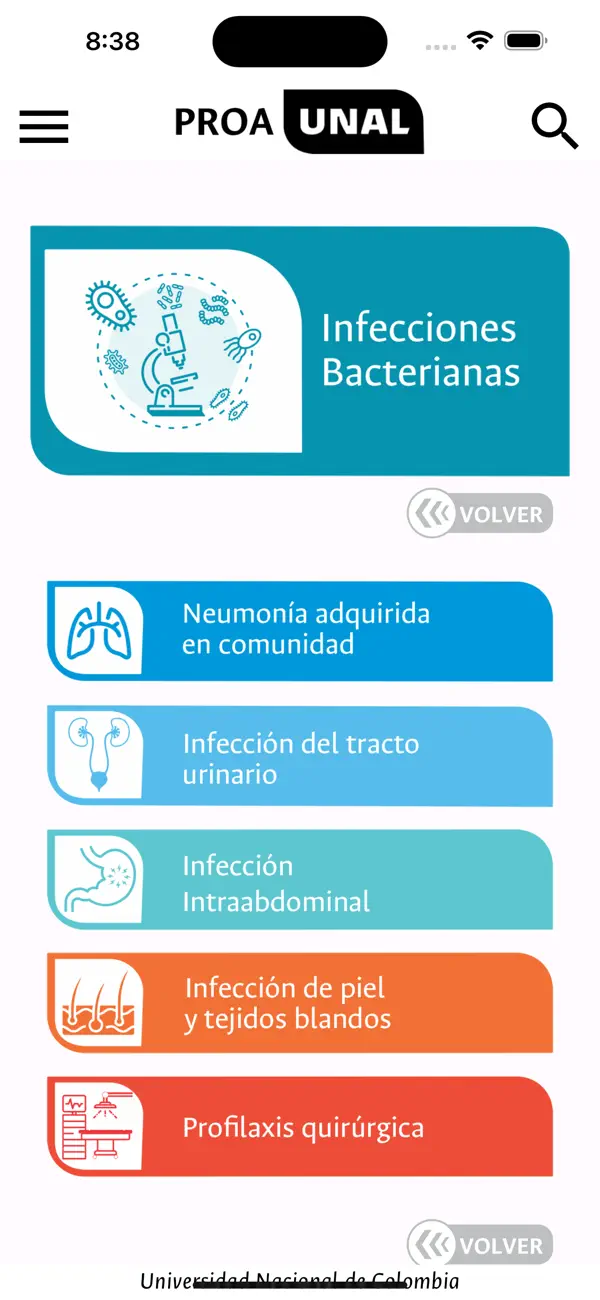 8:38
PROA UNAL
Infecciones
Bacterianas
VOLVER
Neumonía adquirida
en comunidad
Infección del tracto
urinario
Infección
Intraabdominal
Infección de piel
y tejidos blandos
Profilaxis quirúrgica
VOLVER
Universidad Nacional de Colombia